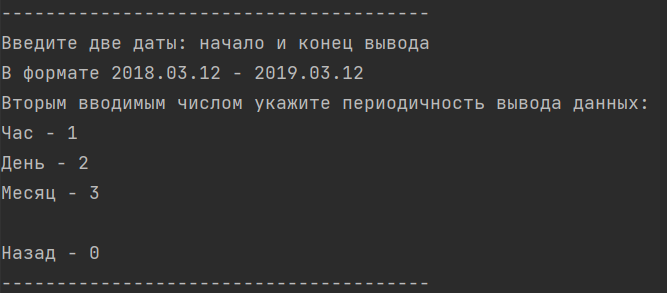 ---------------------------------------
Введите две даты: начало и конец вывода
В формате 2018.03.12 - 2019.03.12
Вторым вводимым числом укажите периодичность вывода данных:
Час - 1
День - 2
Месяц - 3
Назад - 0
---------------------------------------